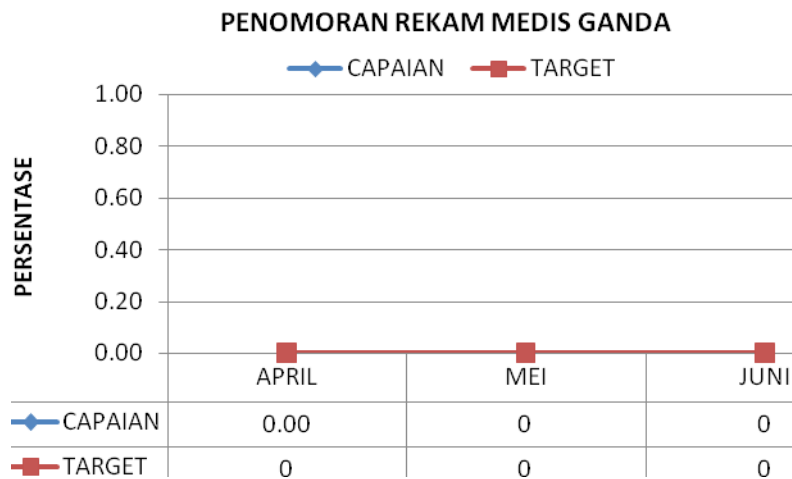 PENOMORAN REKAM MEDIS GANDA
CAPAIAN TARGET
PERSENTASE
1.00
0.80
0.60
0.40
0.20
0.00
APRIL MEI JUNI
CAPAIAN 0.00 0 0
TARGET 0 0 0